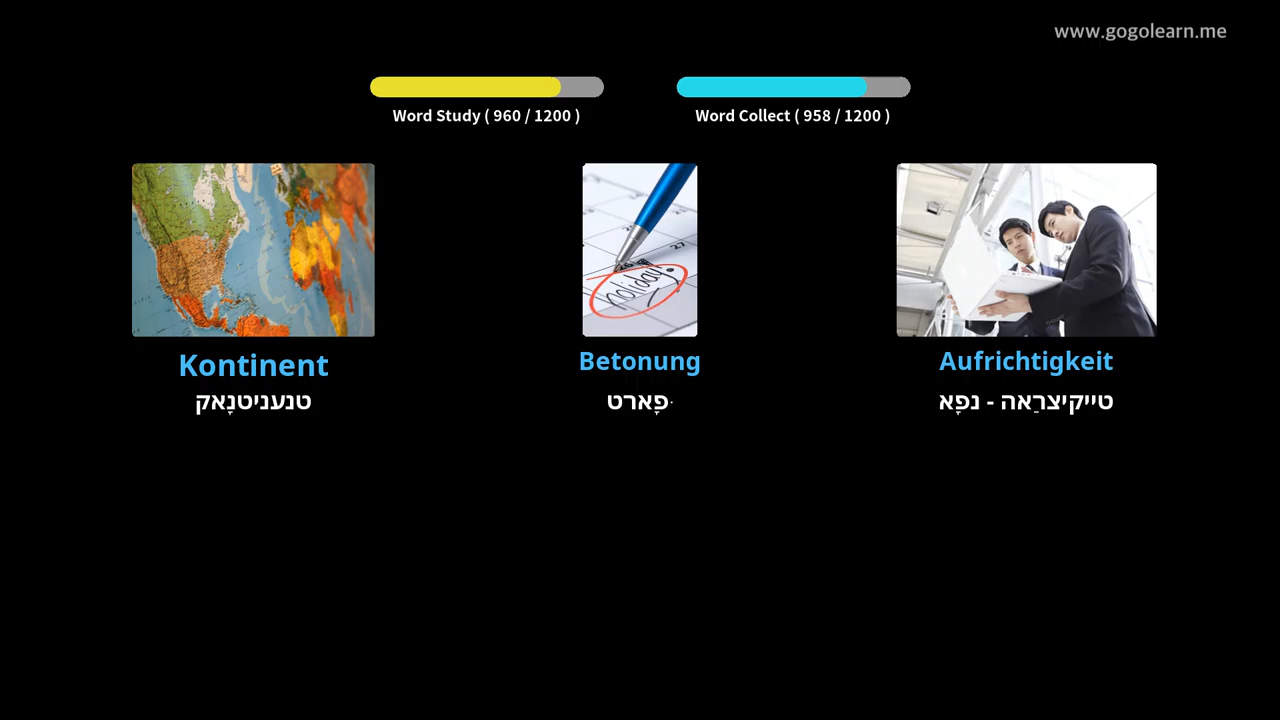 www.gogolearn.me
Word Study ( 960 / 1200 )
Word Collect ( 958 / 1200 )
holiday!
27
Kontinent
טנעניטנָאק
Betonung
·פָארט
Aufrichtigkeit
טייקיצרַאה - נפָא